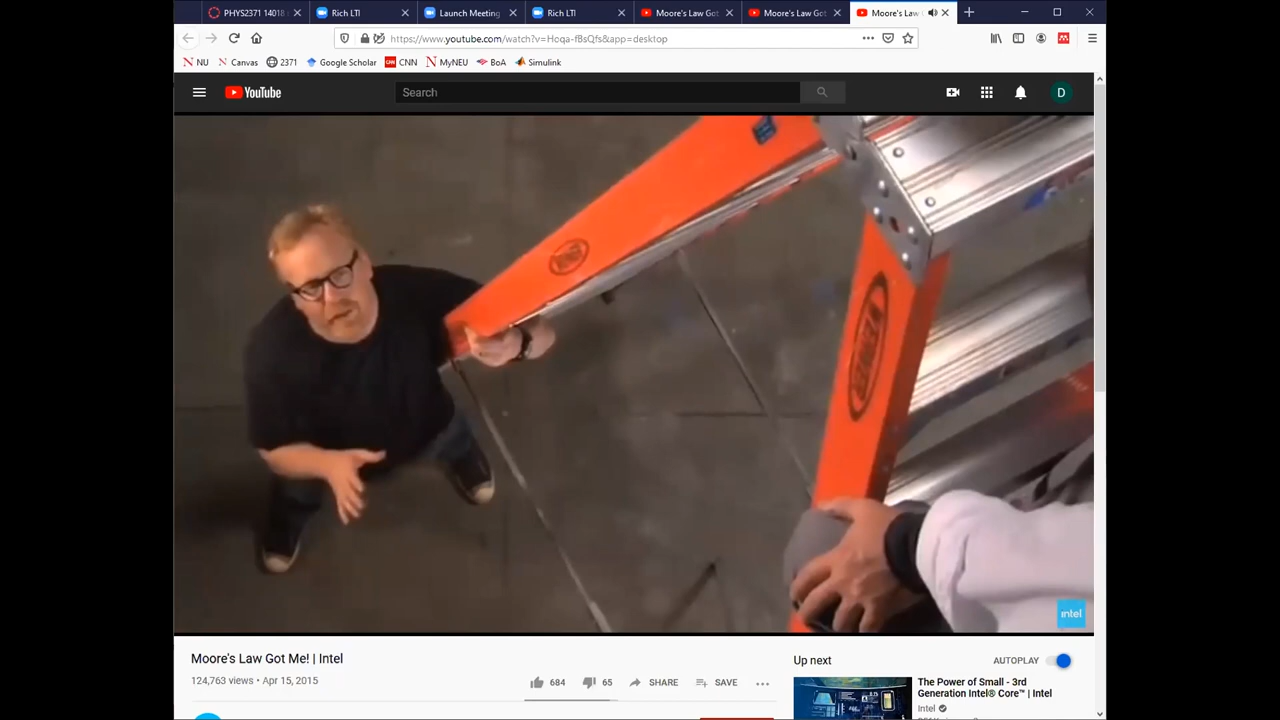 PHYS2371 14018
Rich LTI
Launch Meeting
Rich LTI
Moore's Law Got
Moore's Law Got
Moore's Law
https://www.youtube.com/watch?v=Hcqa-fBsQfs&app=desktop
NU
Canvas
2371
Google Scholar
CNN
CNN
MyNEU
BoA
Simulink
YouTube
Search
D
WERNER
intel
Moore's Law Got Me! | Intel
124,763 views • Apr 15, 2015
684
65
SHARE
SAVE
Up next
AUTOPLAY
The Power of Small - 3rd
Generation Intel® Core™ | Intel
Intel